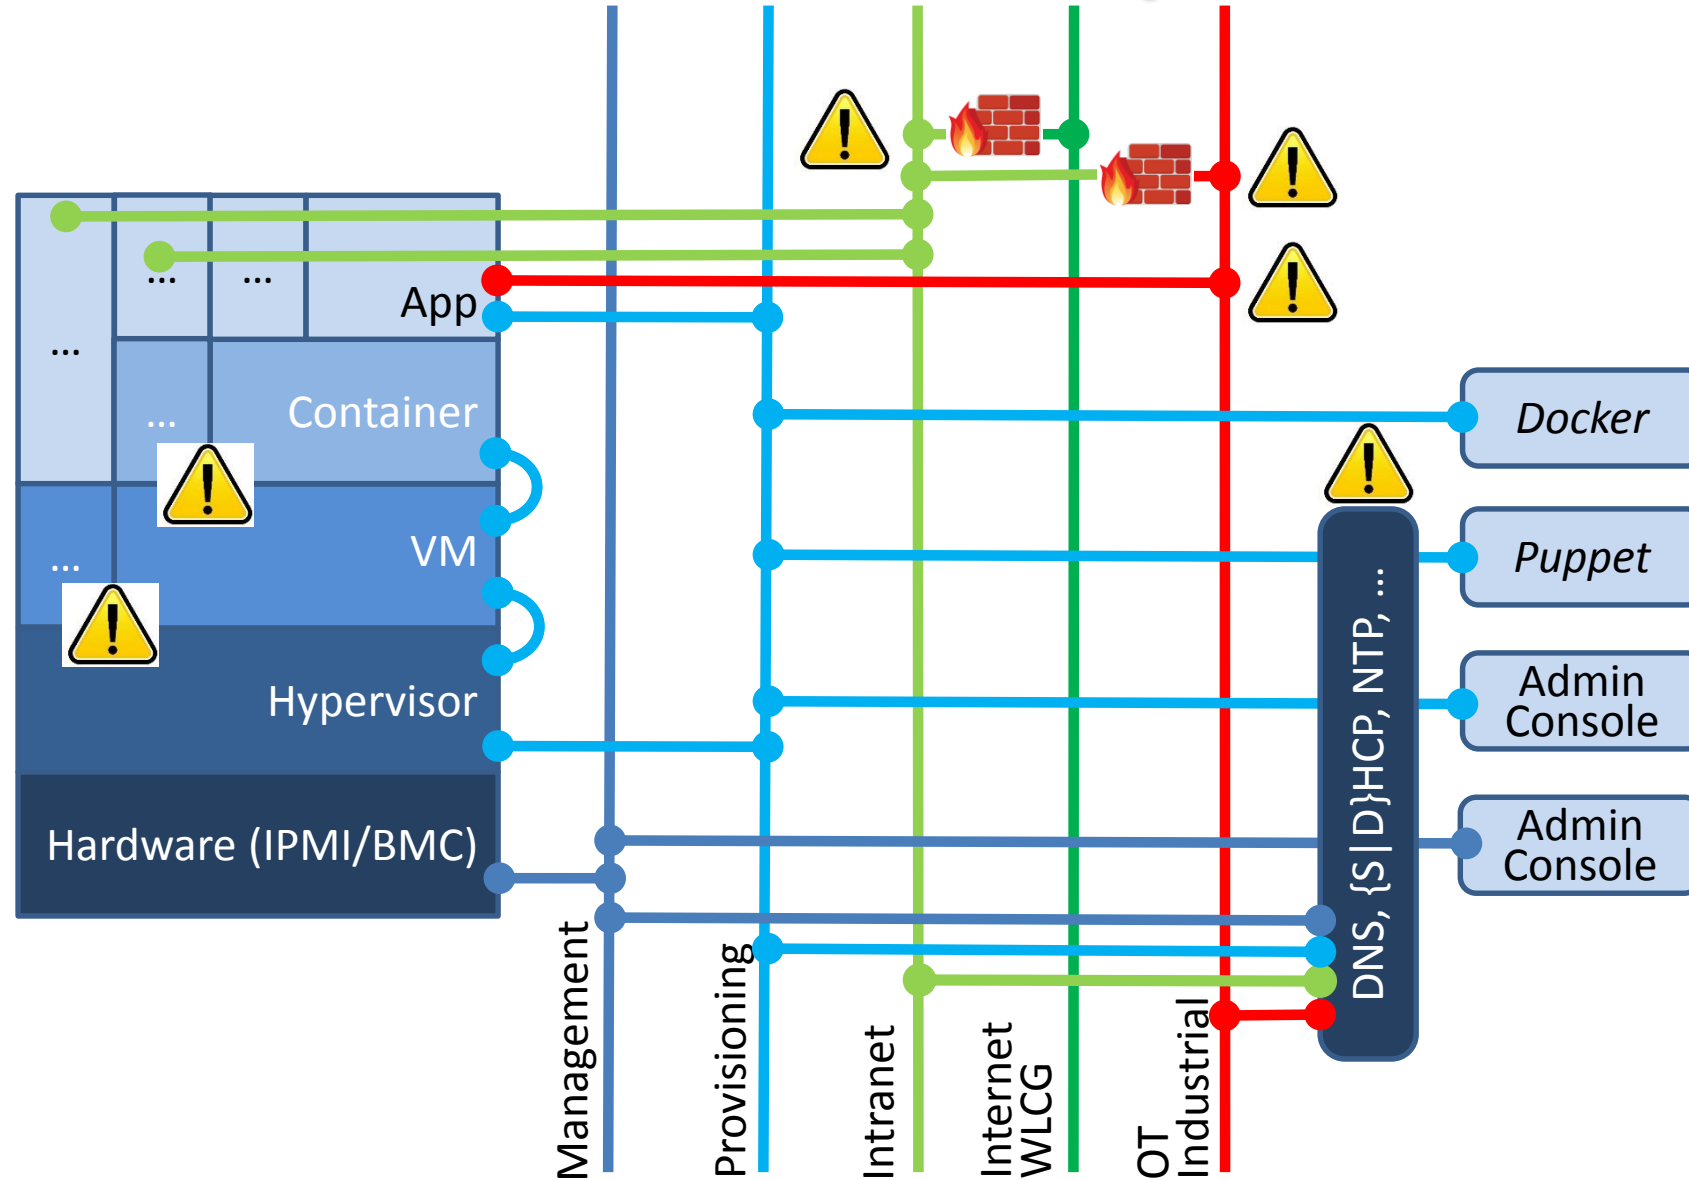 ...
...
...
App
...
Container
...
VM
...
Hypervisor
Hardware (IPMI/BMC)
Management
Provisioning
Intranet
Internet
WLCG
OT
Industrial
DNS, {S|D}HCP, NTP, ...
Docker
Puppet
Admin
Console
Admin
Console